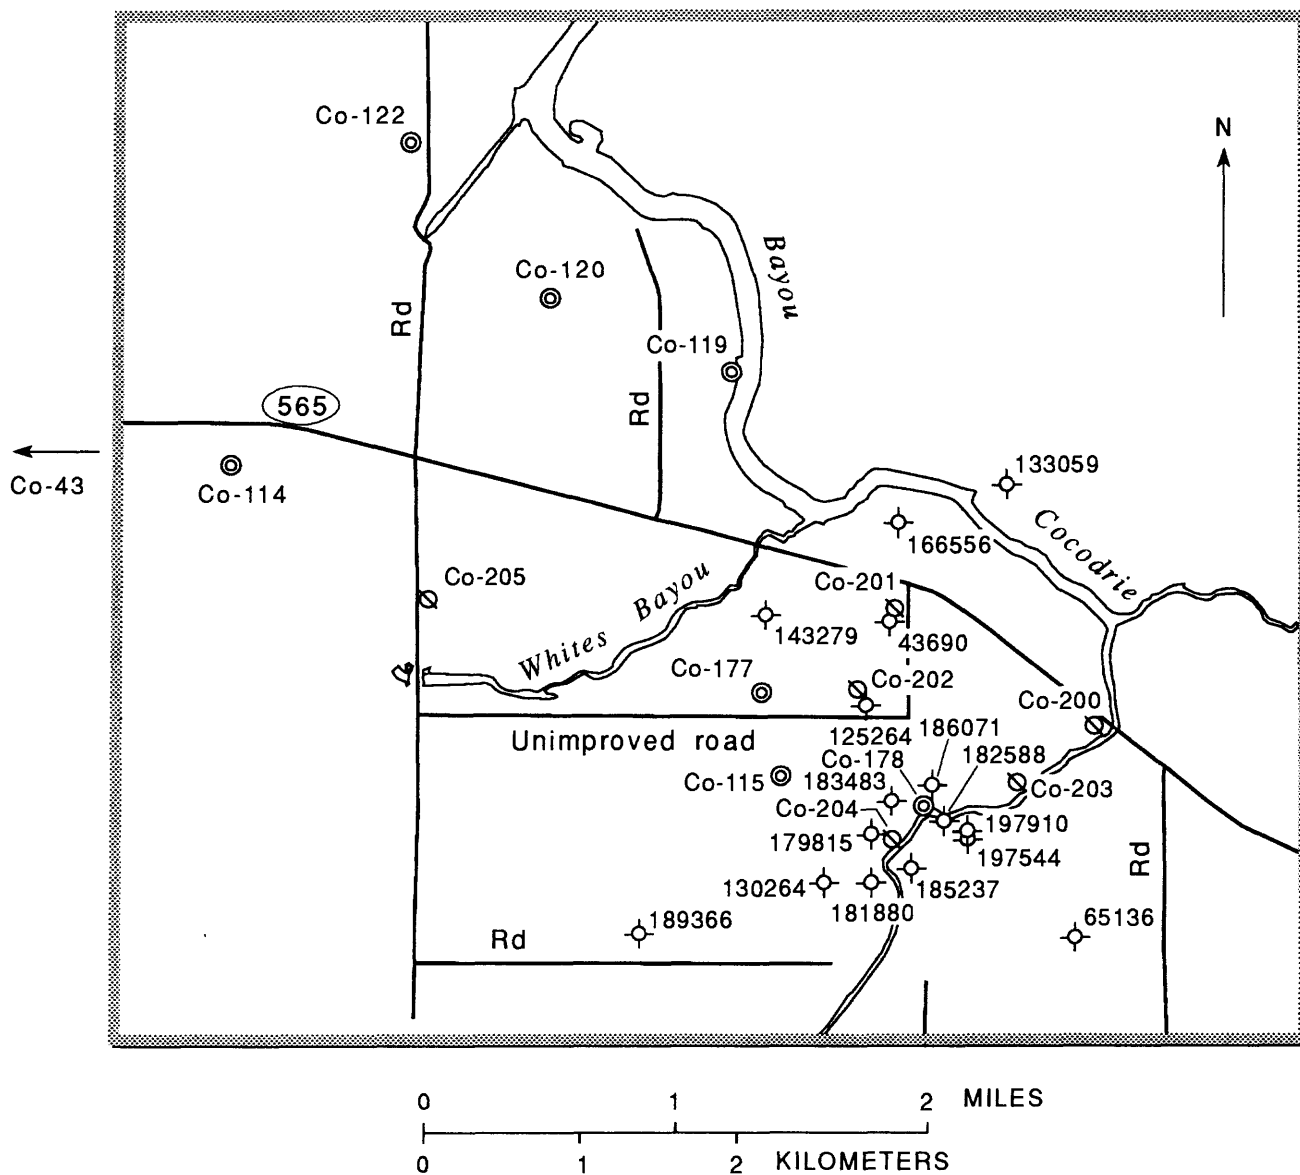 Co-122
N
Bayou
Co-120
Rd
Co-119
565
Rd
Co-43
Co-114
133059
Cocodrie
166556
Co-205
Co-201
Whites Bayou
143279
43690
Co-177
Co-202
Co-200
Unimproved road
125264
186071
Co-178
182588
Co-115
183483
Co-203
Co-204
197910
179815
197544
Rd
130264
185237
181880
189366
65136
Rd
0 1 2 MILES
0 1 2 KILOMETERS